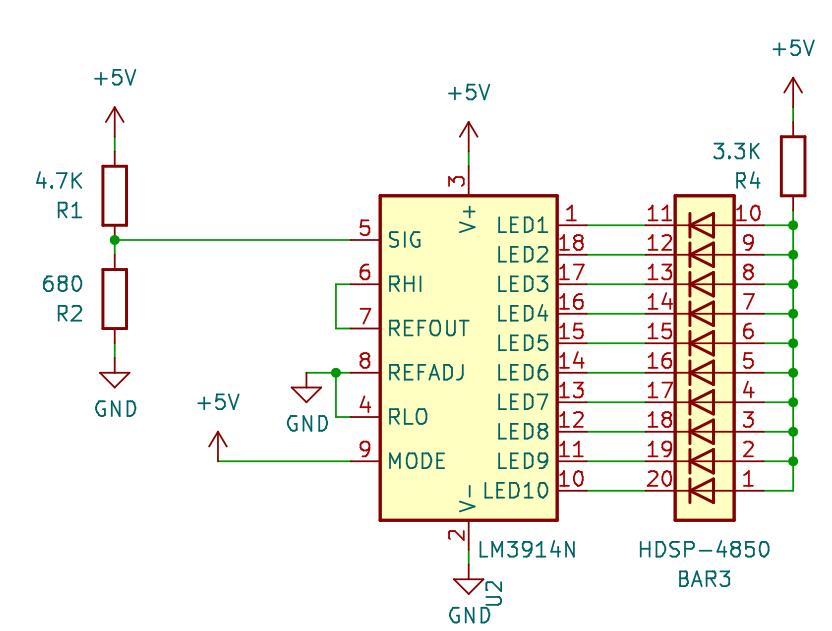 +5V
+5V
+5V
4.7K
R1
680
R2
GND
+5V
GND
3.3K
R4
3
V+
5 SIG
6 RHI
7 REFOUT
8 REFADJ
4 RLO
9 MODE
LED1 1 11 10
LED2 18 12 9
LED3 17 13 8
LED4 16 14 7
LED5 15 15 6
LED6 14 16 5
LED7 13 17 4
LED8 12 18 3
LED9 11 19 2
LED10 10 20 1
V-
2
LM3914N
U2
GND
HDSP-4850
BAR3